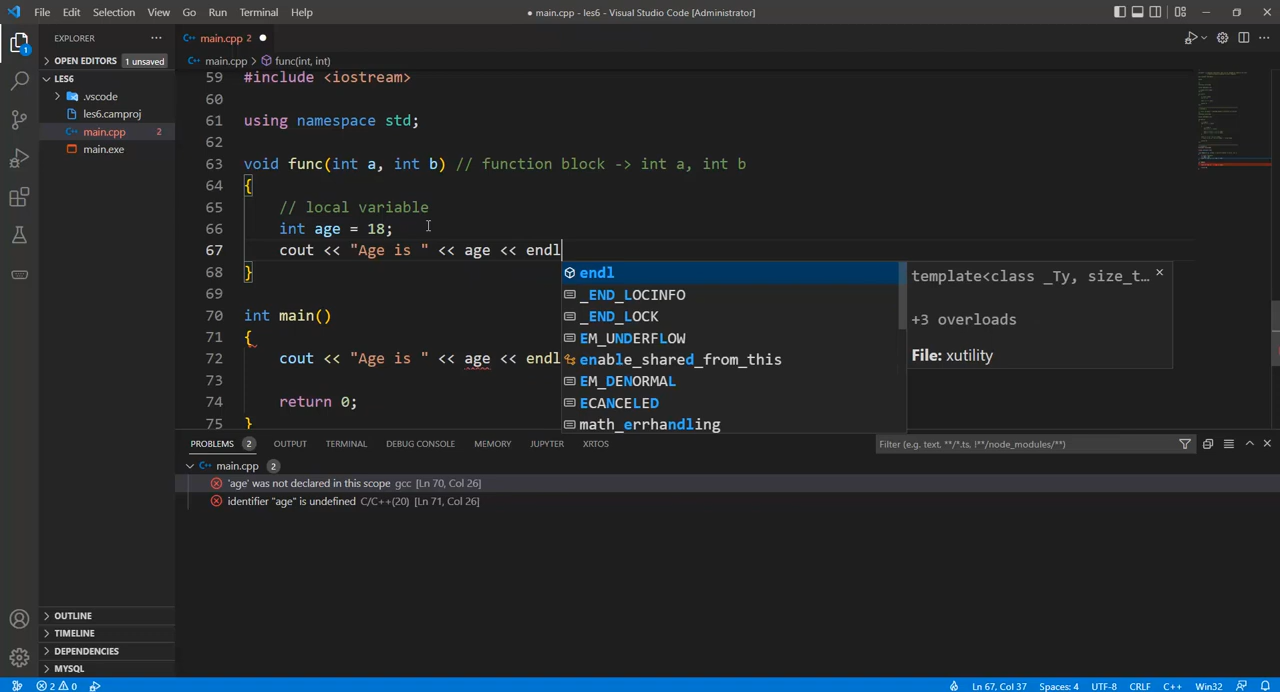 File Edit Selection View Go Run Terminal Help
● main.cpp - les6 - Visual Studio Code [Administrator]
EXPLORER
OPEN EDITORS 1 unsaved
LES6
.vscode
les6.camproj
main.cpp 2
main.exe
OUTLINE
TIMELINE
DEPENDENCIES
MYSQL
main.cpp 2 ●
main.cpp > func(int, int)
59 #include <iostream>
60
61 using namespace std;
62
63 void func(int a, int b) // function block -> int a, int b
64 {
65 // local variable
66 int age = 18;
67 cout << "Age is " << age << endl
68 }
69
70 int main()
71 {
72 cout << "Age is " << age << endl
73
74 return 0;
75 }
endl
_END_LOCINFO
_END_LOCK
EM_UNDERFLOW
enable_shared_from_this
EM_DENORMAL
ECANCELED
math_errhandling
template<class _Ty, size_t…
+3 overloads
File: xutility
PROBLEMS 2 OUTPUT TERMINAL DEBUG CONSOLE MEMORY JUPYTER XRTOS
Filter (e.g. text, **/*.ts, !**/node_modules/**)
main.cpp 2
'age' was not declared in this scope gcc [Ln 70, Col 26]
identifier "age" is undefined C/C++(20) [Ln 71, Col 26]
2 0
Ln 67, Col 37 Spaces: 4 UTF-8 CRLF C++ Win32